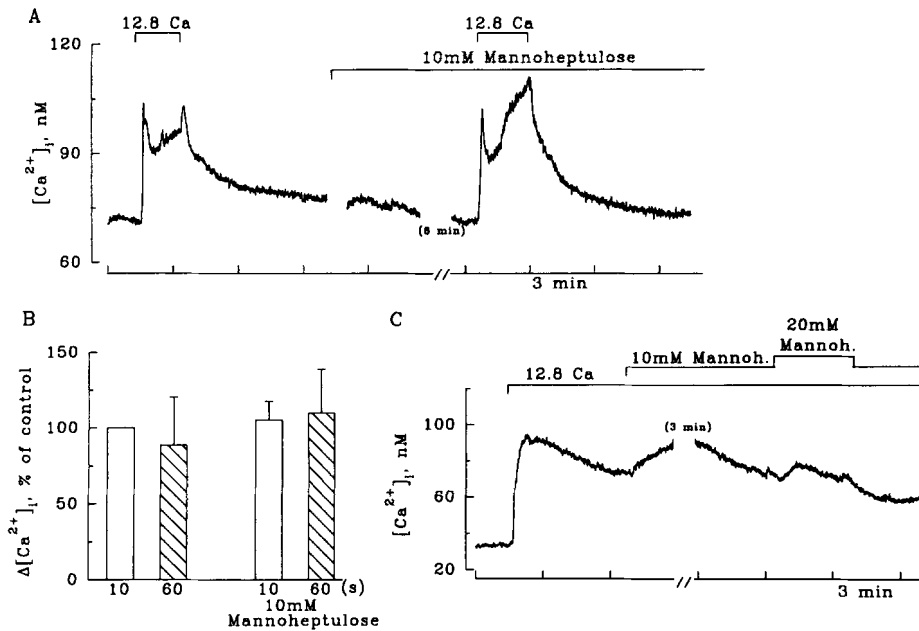 A
12.8 Ca
12.8 Ca
10mM Mannoheptulose
120
90
60
[Ca2+]i, nM
(6 min)
3 min
B
150
100
50
0
Δ[Ca2+]i, % of control
10
60
10
60 (s)
10mM
Mannoheptulose
C
20mM
Mannoh.
10mM Mannoh.
12.8 Ca
100
60
20
[Ca2+]i, nM
(3 min)
3 min